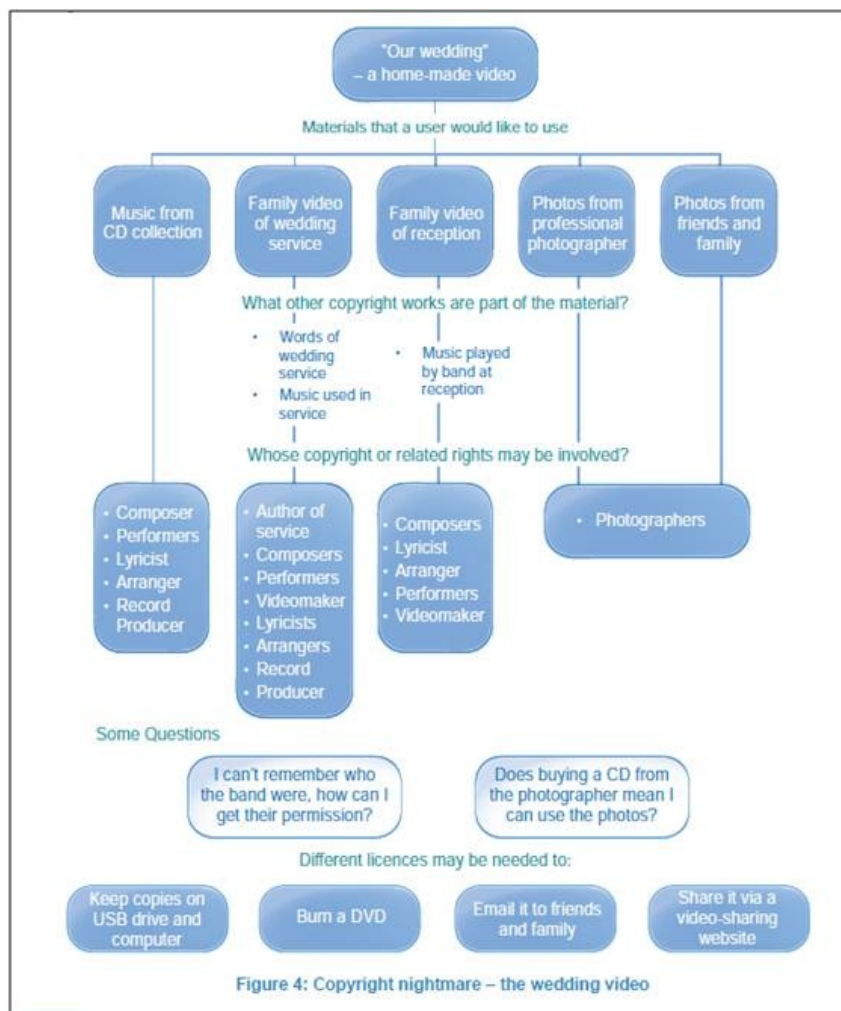 "Our wedding"
– a home-made video
Materials that a user would like to use
Music from
CD collection
Family video
of wedding
service
Family video
of reception
Photos from
professional
photographer
Photos from
friends and
family
What other copyright works are part of the material?
• Words of
wedding
service
• Music used in
service
• Music played
by band at
reception
Whose copyright or related rights may be involved?
• Composer
• Performers
• Lyricist
• Arranger
• Record
Producer
• Author of
service
• Composers
• Performers
• Videomaker
• Lyricists
• Arrangers
• Record
• Producer
• Composers
• Lyricist
• Arranger
• Performers
• Videomaker
• Photographers
Some Questions
I can't remember who
the band were, how can I
get their permission?
Does buying a CD from
the photographer mean I
can use the photos?
Different licences may be needed to:
Keep copies on
USB drive and
computer
Burn a DVD
Email it to friends
and family
Share it via a
video-sharing
website
Figure 4: Copyright nightmare – the wedding video